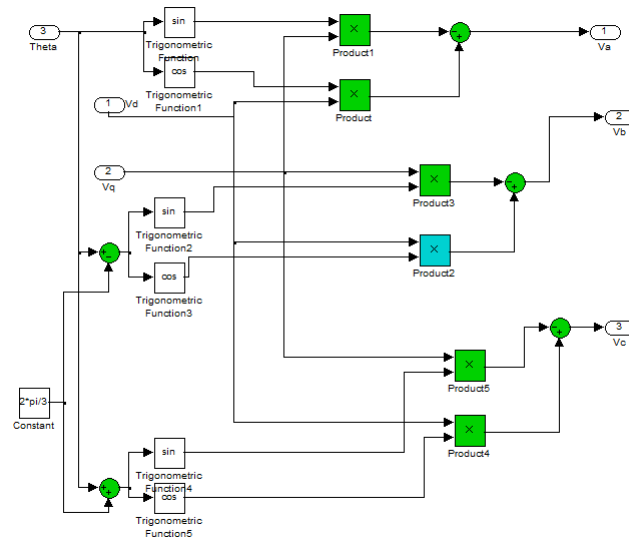 3
Theta
sin
Trigonometric
Function
cos
Trigonometric
Function1
×
Product1
×
Product
1
Va
1
Vd
2
Vq
2
Vb
×
Product3
sin
Trigonometric
Function2
×
Product2
cos
Trigonometric
Function3
3
Vc
×
Product5
2*pi/3
Constant
×
Product4
sin
Trigonometric
Function4
cos
Trigonometric
Function5